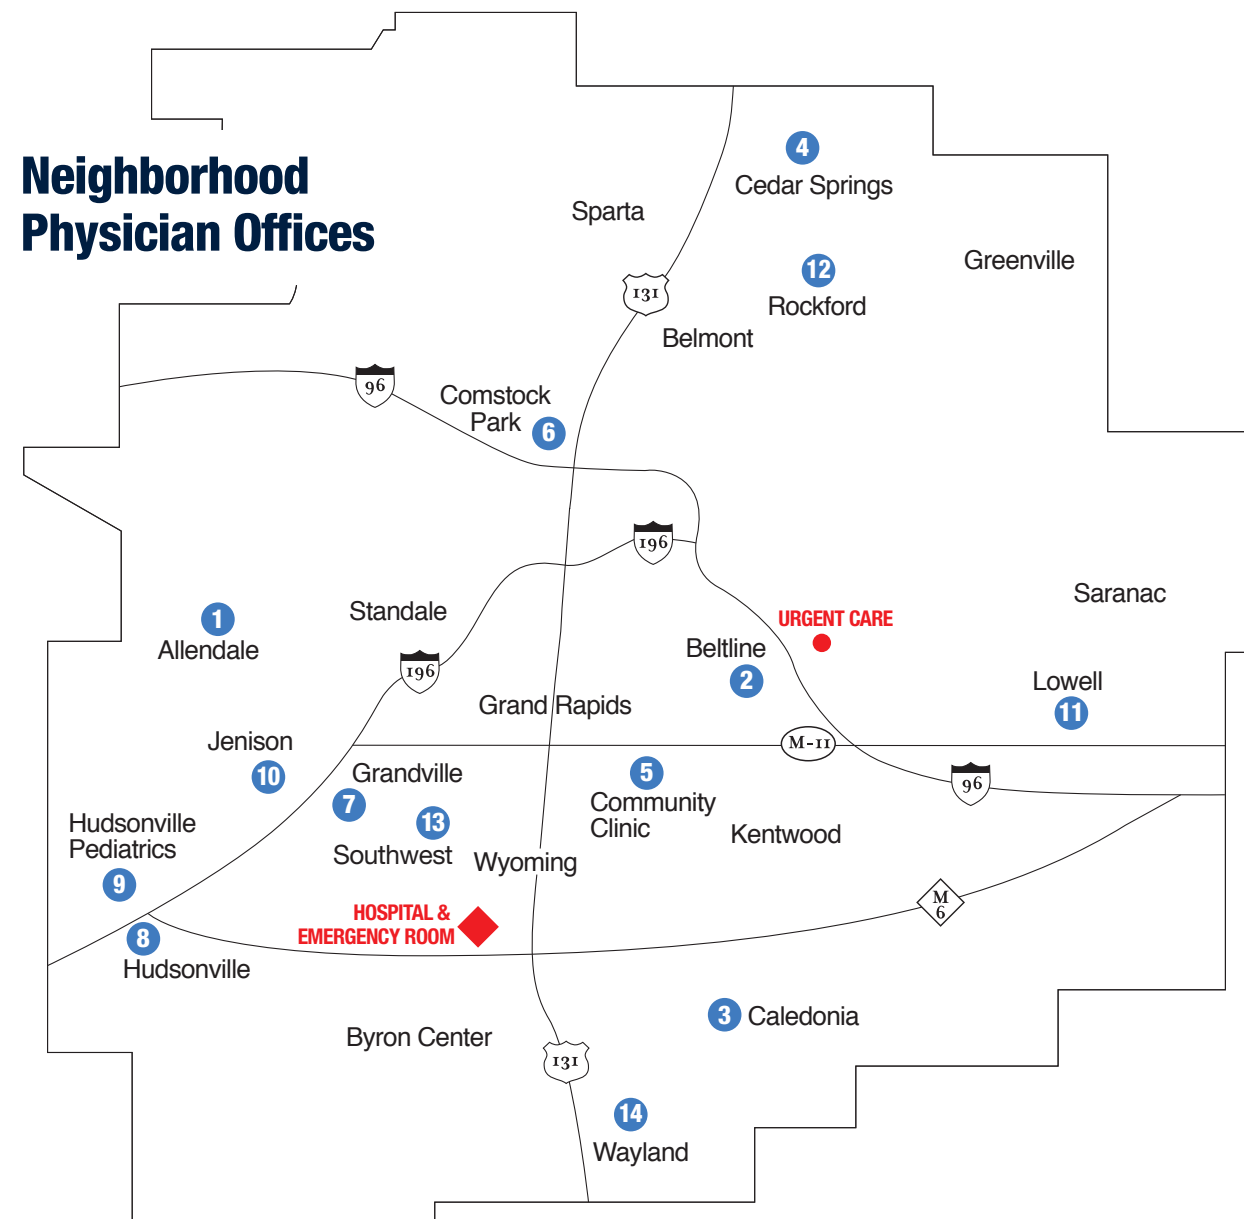 Neighborhood
Physician Offices
4
Cedar Springs
Sparta
12
Rockford
Greenville
131
Belmont
96
Comstock
Park
6
196
1
Allendale
Standale
196
URGENT CARE
Saranac
Beltline
2
Lowell
11
Grand Rapids
Jenison
10
M-11
Grandville
7
13
Southwest
5
Community
Clinic
96
Kentwood
Hudsonville
Pediatrics
9
Wyoming
HOSPITAL &
EMERGENCY ROOM
M
6
8
Hudsonville
3
Caledonia
Byron Center
131
14
Wayland